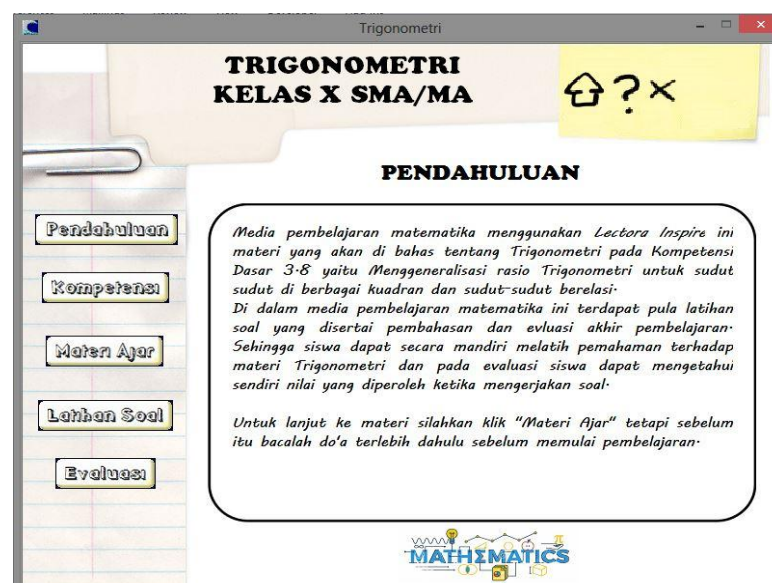 Trigonometri
TRIGONOMETRI
KELAS X SMA/MA
?
PENDAHULUAN
Pendahuluan
Kompetensi
Materi Ajar
Latihan Soal
Evaluasi
Media pembelajaran matematika menggunakan Lectora Inspire ini
materi yang akan di bahas tentang Trigonometri pada Kompetensi
Dasar 3.8 yaitu Menggeneralisasi rasio Trigonometri untuk sudut
sudut di berbagai kuadran dan sudut-sudut berelasi.
Di dalam media pembelajaran matematika ini terdapat pula latihan
soal yang disertai pembahasan dan evluasi akhir pembelajaran.
Sehingga siswa dapat secara mandiri melatih pemahaman terhadap
materi Trigonometri dan pada evaluasi siswa dapat mengetahui
sendiri nilai yang diperoleh ketika mengerjakan soal.
Untuk lanjut ke materi silahkan klik "Materi Ajar" tetapi sebelum
itu bacalah do'a terlebih dahulu sebelum memulai pembelajaran.
MATHEMATICS